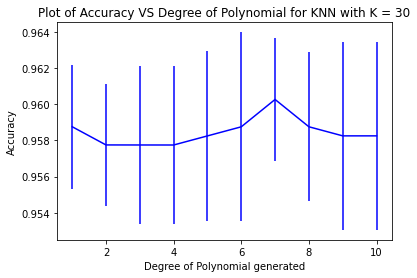 Plot of Accuracy VS Degree of Polynomial for KNN with K = 30
0.964
0.962
0.960
0.958
0.956
0.954
Accuracy
2 4 6 8 10
Degree of Polynomial generated